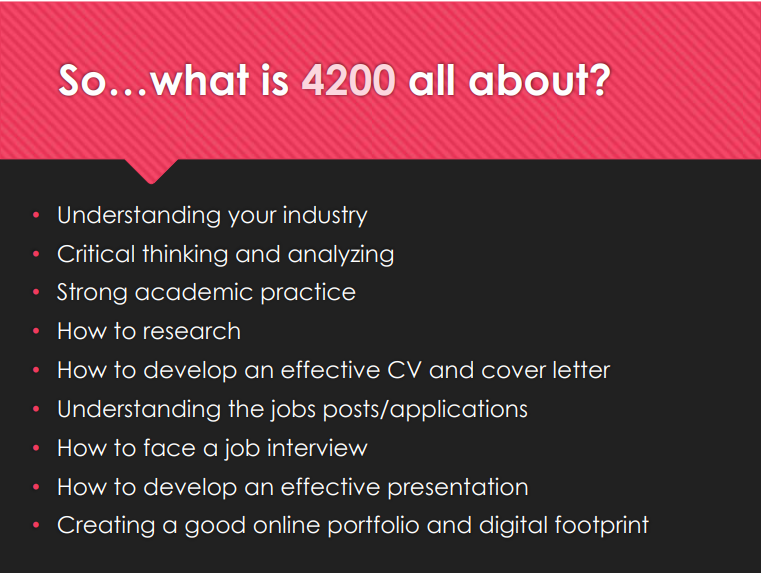 So…what is 4200 all about?
• Understanding your industry
• Critical thinking and analyzing
• Strong academic practice
• How to research
• How to develop an effective CV and cover letter
• Understanding the jobs posts/applications
• How to face a job interview
• How to develop an effective presentation
• Creating a good online portfolio and digital footprint